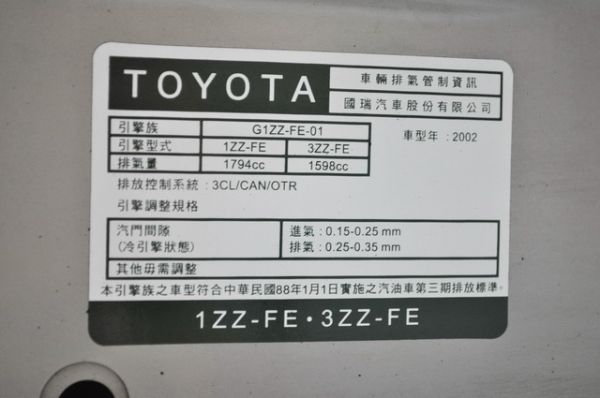 TOYOTA
車輛排氣管制資訊
國瑞汽車股份有限公司
引擎族 G1ZZ-FE-01
車型年：2002
引擎型式 1ZZ-FE 3ZZ-FE
排氣量 1794cc 1598cc
排放控制系統：3CL/CAN/OTR
引擎調整規格
汽門間隙 進氣：0.15-0.25 mm
(冷引擎狀態) 排氣：0.25-0.35 mm
其他毋需調整
本引擎族之車型符合中華民國88年1月1日實施之汽油車第三期排放標準。
1ZZ-FE・3ZZ-FE